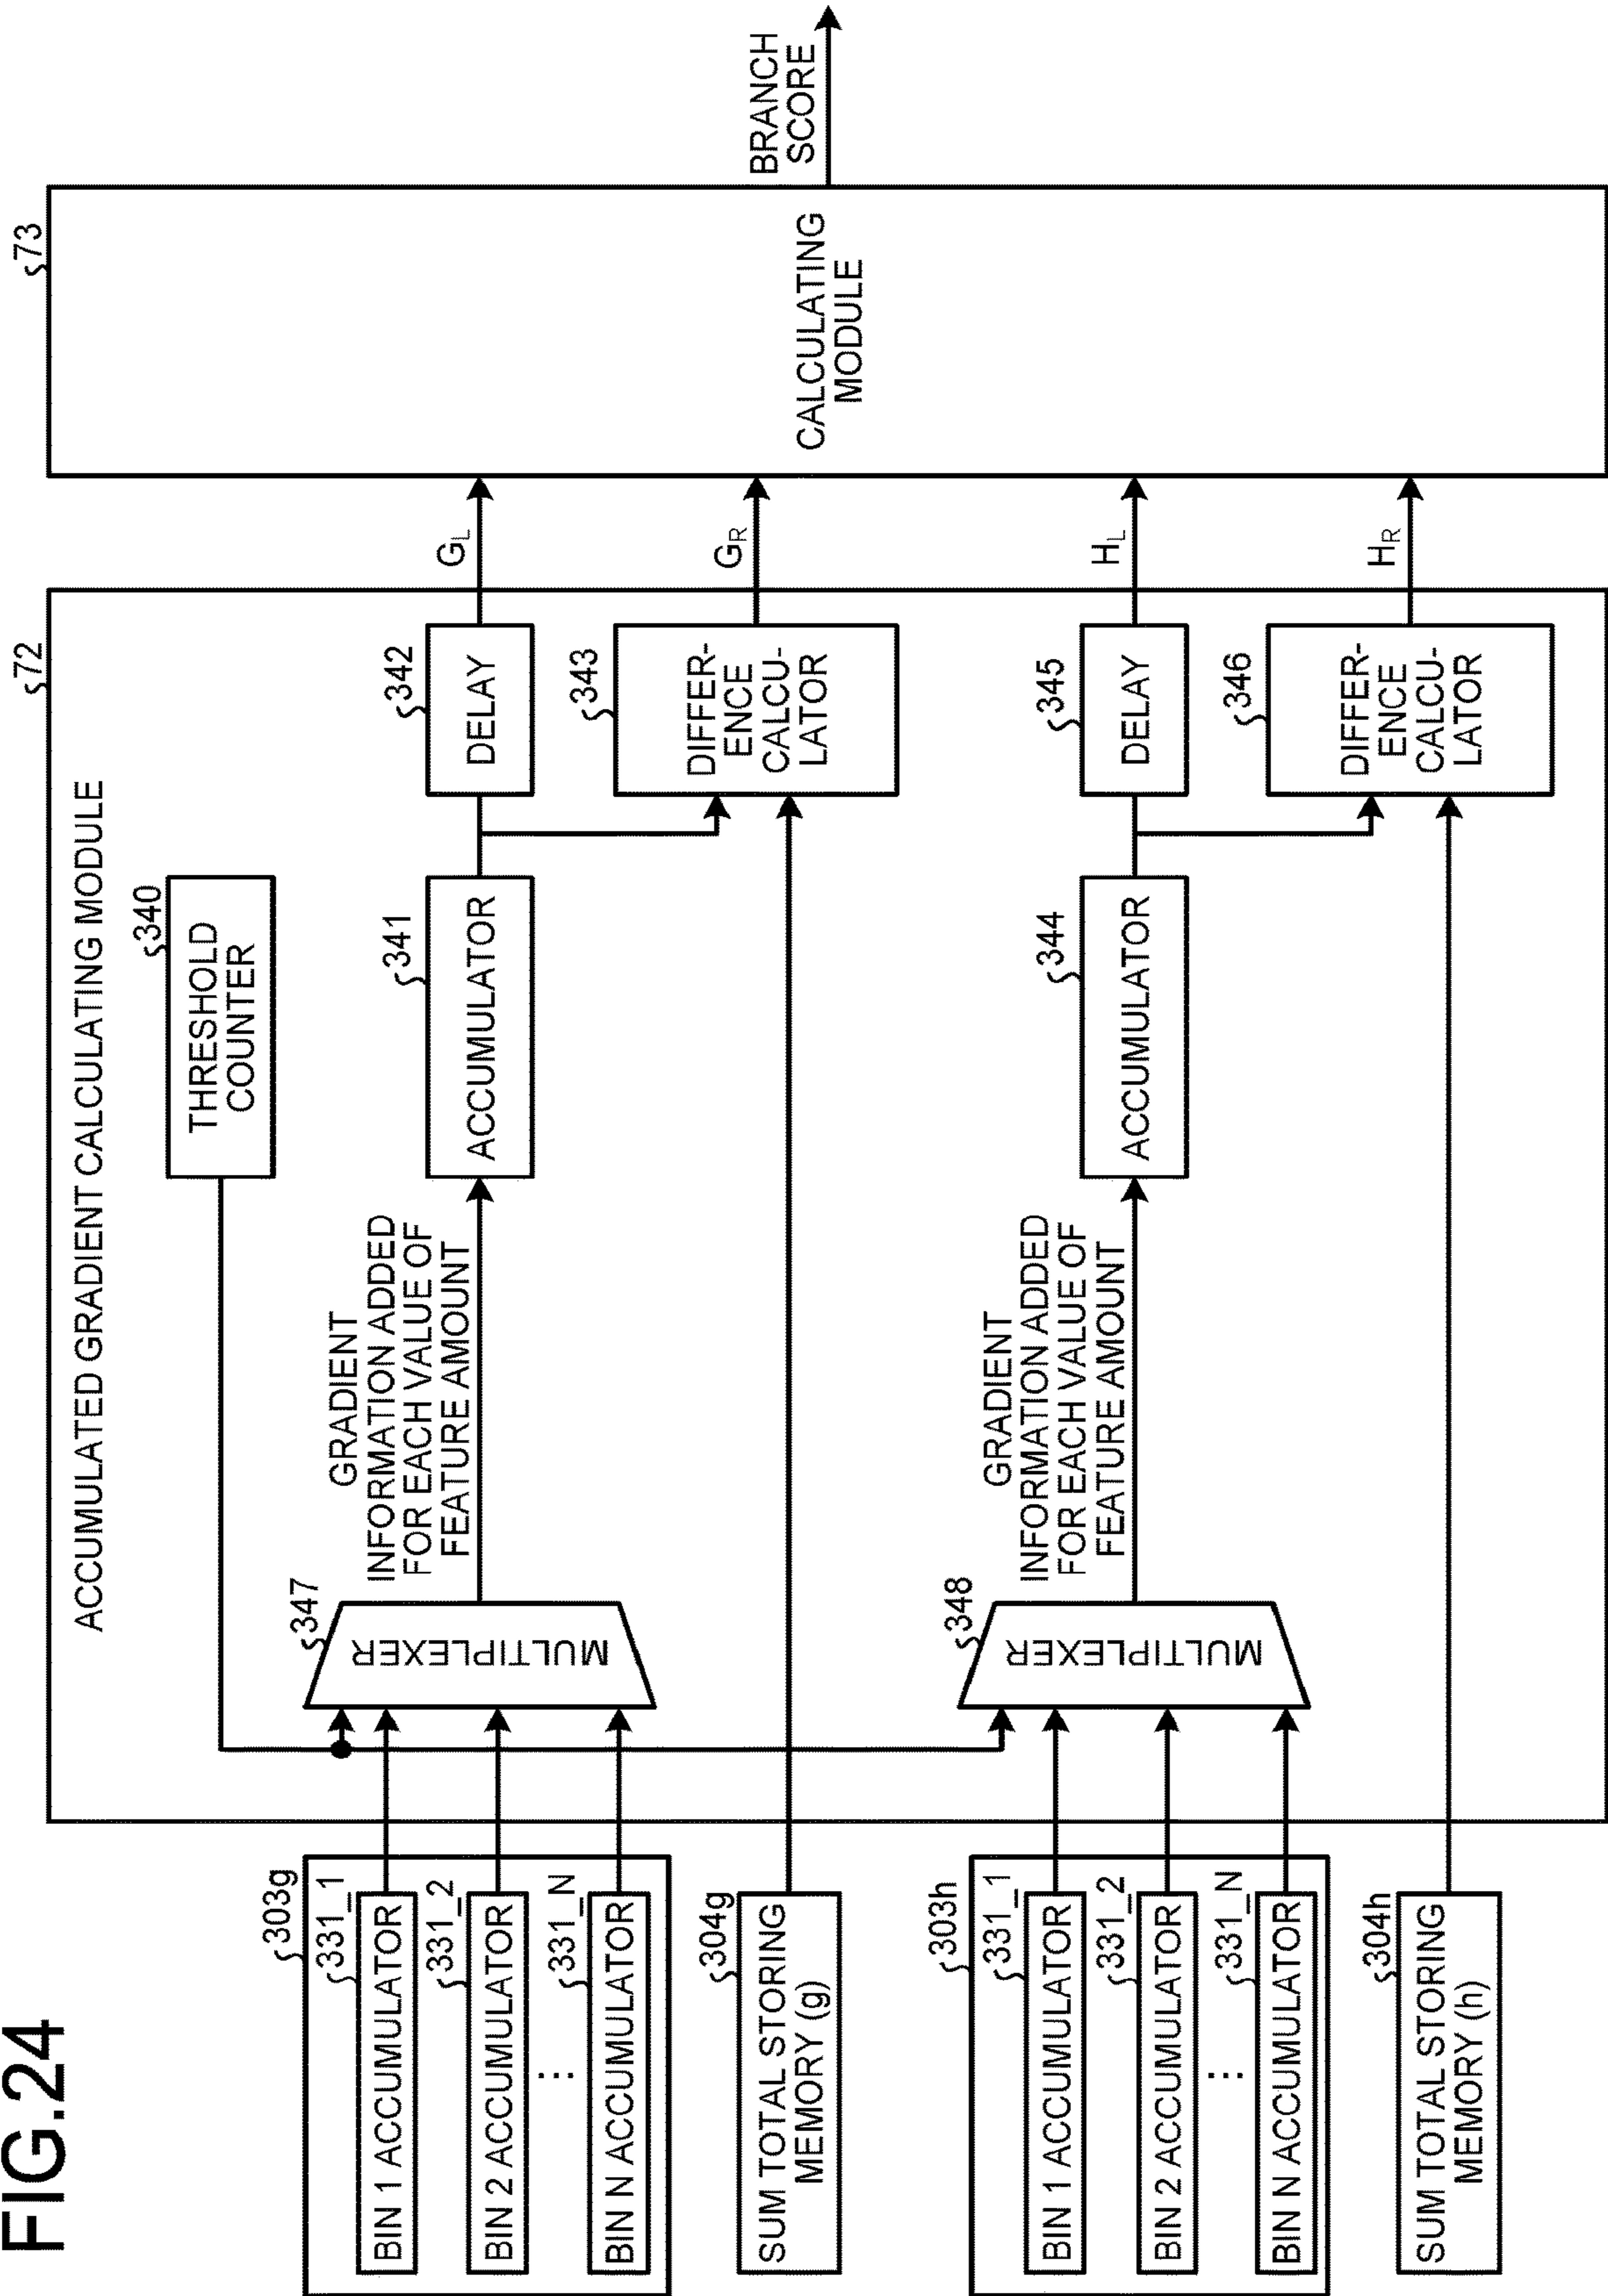 FIG.24
303g
331_1
BIN 1 ACCUMULATOR
331_2
BIN 2 ACCUMULATOR
...
331_N
BIN N ACCUMULATOR
304g
SUM TOTAL STORING
MEMORY (g)
303h
331_1
BIN 1 ACCUMULATOR
331_2
BIN 2 ACCUMULATOR
...
331_N
BIN N ACCUMULATOR
304h
SUM TOTAL STORING
MEMORY (h)
72
ACCUMULATED GRADIENT CALCULATING MODULE
340
THRESHOLD
COUNTER
347
MULTIPLEXER
GRADIENT
INFORMATION ADDED
FOR EACH VALUE OF
FEATURE AMOUNT
341
ACCUMULATOR
342
DELAY
GL
343
DIFFER-
ENCE
CALCU-
LATOR
GR
348
MULTIPLEXER
GRADIENT
INFORMATION ADDED
FOR EACH VALUE OF
FEATURE AMOUNT
344
ACCUMULATOR
345
DELAY
HL
346
DIFFER-
ENCE
CALCU-
LATOR
HR
73
CALCULATING
MODULE
BRANCH
SCORE